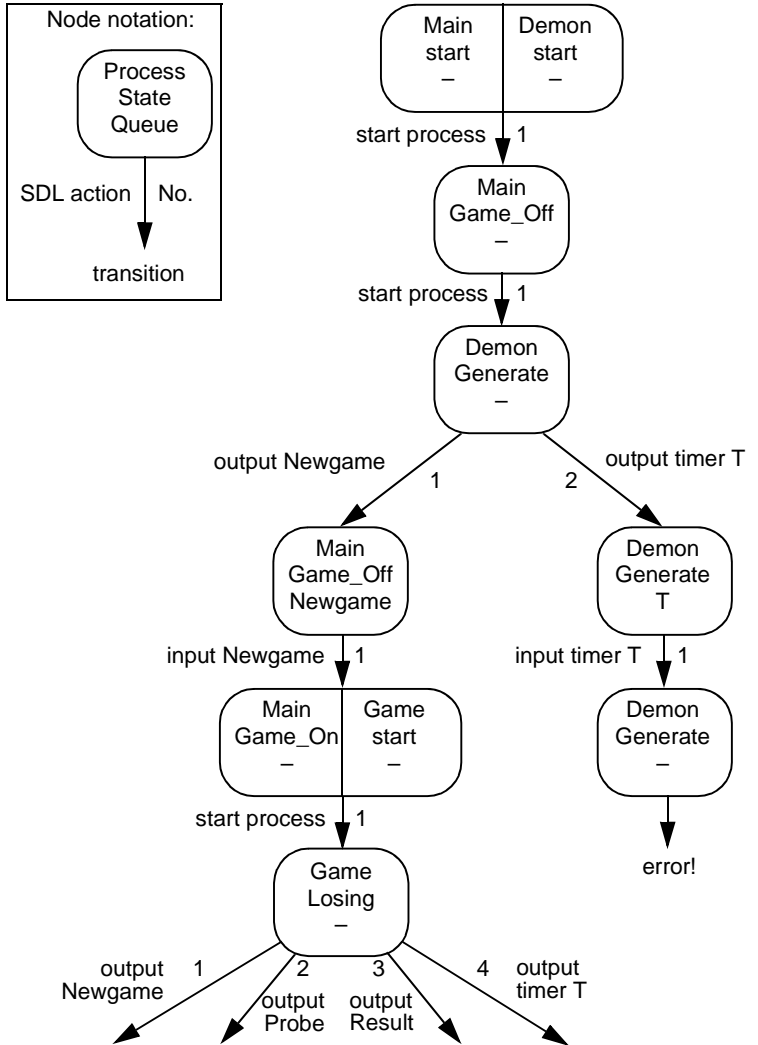 Node notation:
Process
State
Queue
SDL action
No.
transition
Main
start
–
Demon
start
–
start process
1
Main
Game_Off
–
start process
1
Demon
Generate
–
output Newgame
1
2
output timer T
Main
Game_Off
Newgame
Demon
Generate
T
input Newgame
1
input timer T
1
Main
Game_On
–
Game
start
–
Demon
Generate
–
start process
1
error!
Game
Losing
–
output
Newgame
1
2
output
Probe
3
output
Result
4
output
timer T